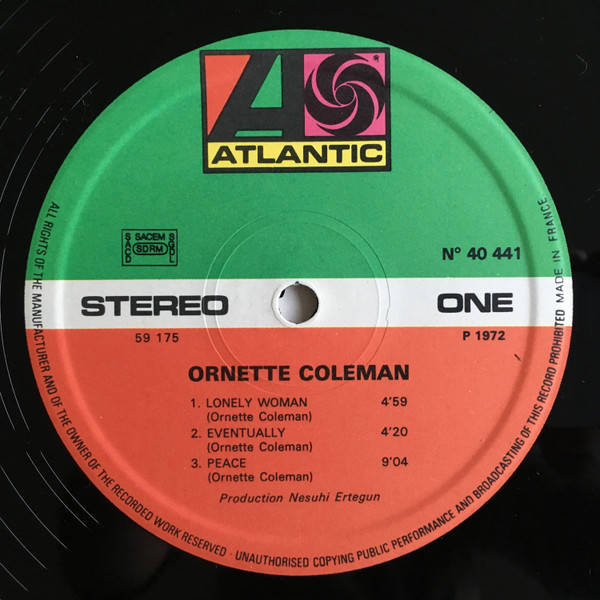 ATLANTIC
SACD SACEM SDRM SGDL
N° 40 441
STEREO ONE
59 175 P 1972
ORNETTE COLEMAN
1. LONELY WOMAN 4'59
(Ornette Coleman)
2. EVENTUALLY 4'20
(Ornette Coleman)
3. PEACE 9'04
(Ornette Coleman)
Production Nesuhi Ertegun
ALL RIGHTS OF THE MANUFACTURER AND OF THE OWNER OF THE RECORDED WORK RESERVED · UNAUTHORISED COPYING PUBLIC PERFORMANCE AND BROADCASTING OF THIS RECORD PROHIBITED MADE IN FRANCE